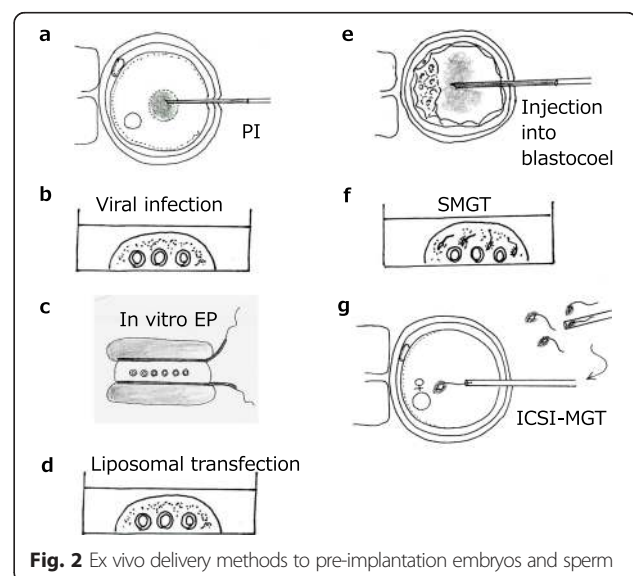 a
PI
b
Viral infection
c
In vitro EP
d
Liposomal transfection
e
Injection
into
blastocoel
f
SMGT
g
ICSI-MGT
Fig. 2 Ex vivo delivery methods to pre-implantation embryos and sperm